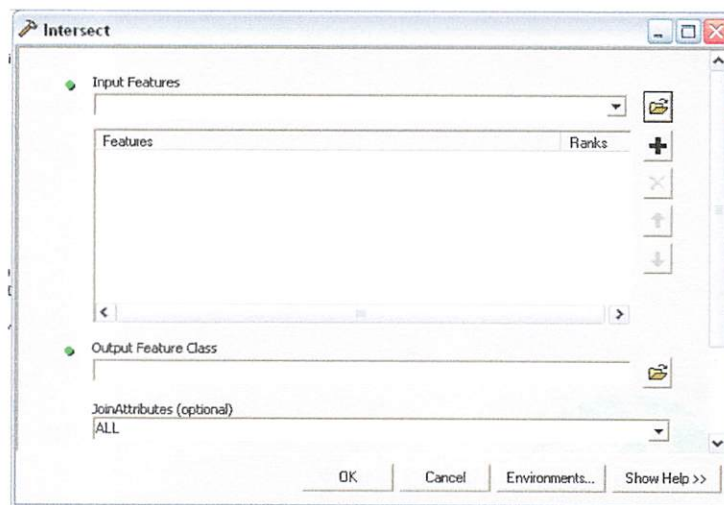 Intersect
Input Features
Features Ranks
Output Feature Class
JoinAttributes (optional)
ALL
OK Cancel Environments... Show Help >>